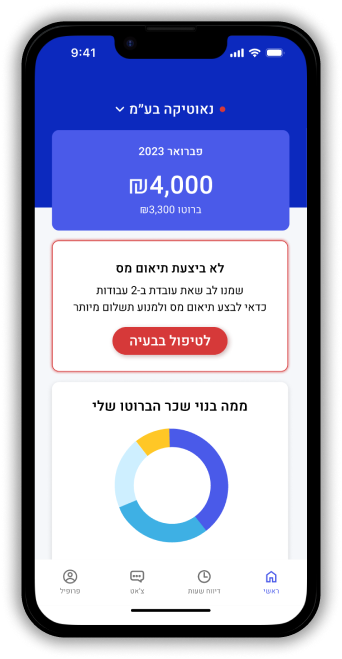 9:41
נאוטיקה בע"מ
פברואר 2023
₪4,000
ברוטו 3,300₪
לא ביצעת תיאום מס
שמנו לב שאת עובדת ב-2 עבודות
כדאי לבצע תיאום מס ולמנוע תשלום מיותר
לטיפול בבעיה
ממה בנוי שכר הברוטו שלי
ראשי
דיווח שעות
צ'אט
פרופיל